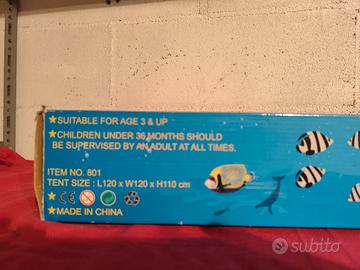 ★SUITABLE FOR AGE 3 & UP
★CHILDREN UNDER 36 MONTHS SHOULD
BE SUPERVISED BY AN ADULT AT ALL TIMES.
ITEM NO. 801
TENT SIZE : L120 x W120 x H110 cm
★ CE
★MADE IN CHINA
subito